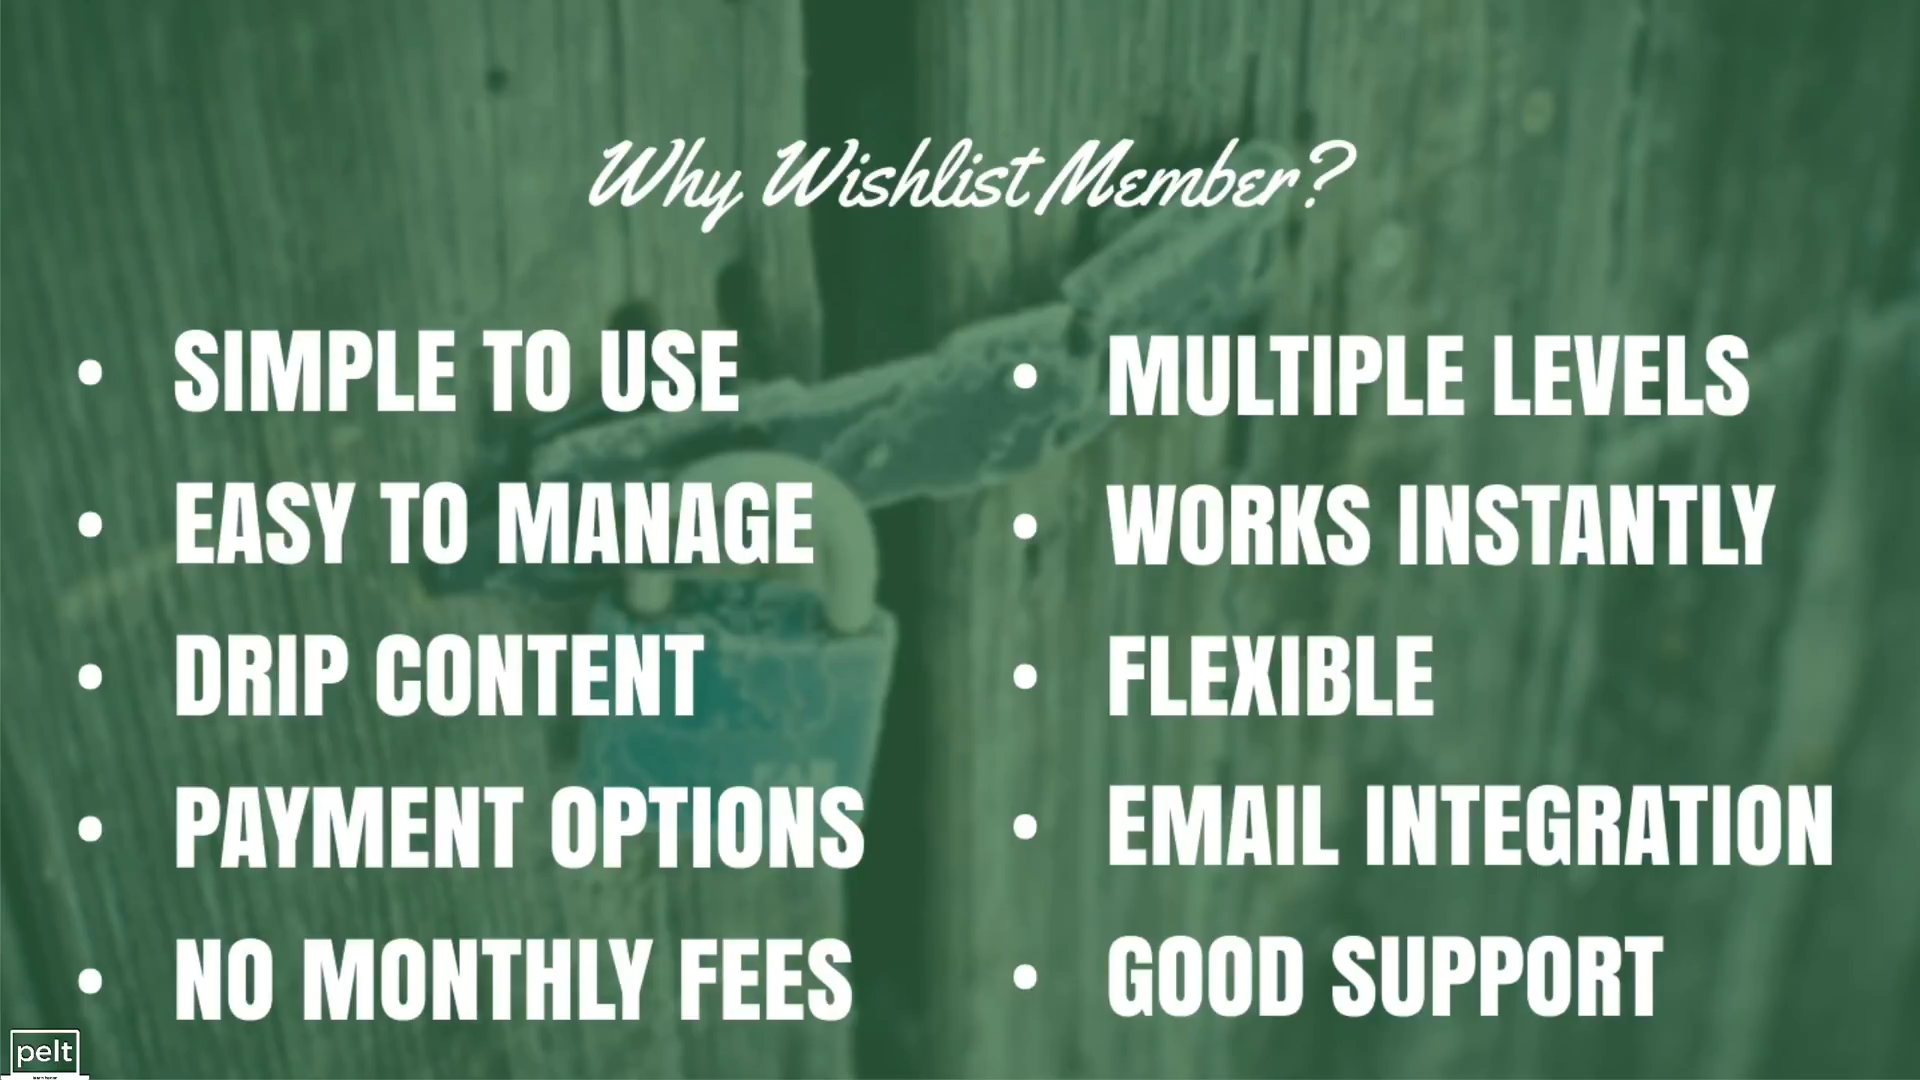 Why Wishlist Member?
• SIMPLE TO USE
• EASY TO MANAGE
• DRIP CONTENT
• PAYMENT OPTIONS
• NO MONTHLY FEES
• MULTIPLE LEVELS
• WORKS INSTANTLY
• FLEXIBLE
• EMAIL INTEGRATION
• GOOD SUPPORT
pelt